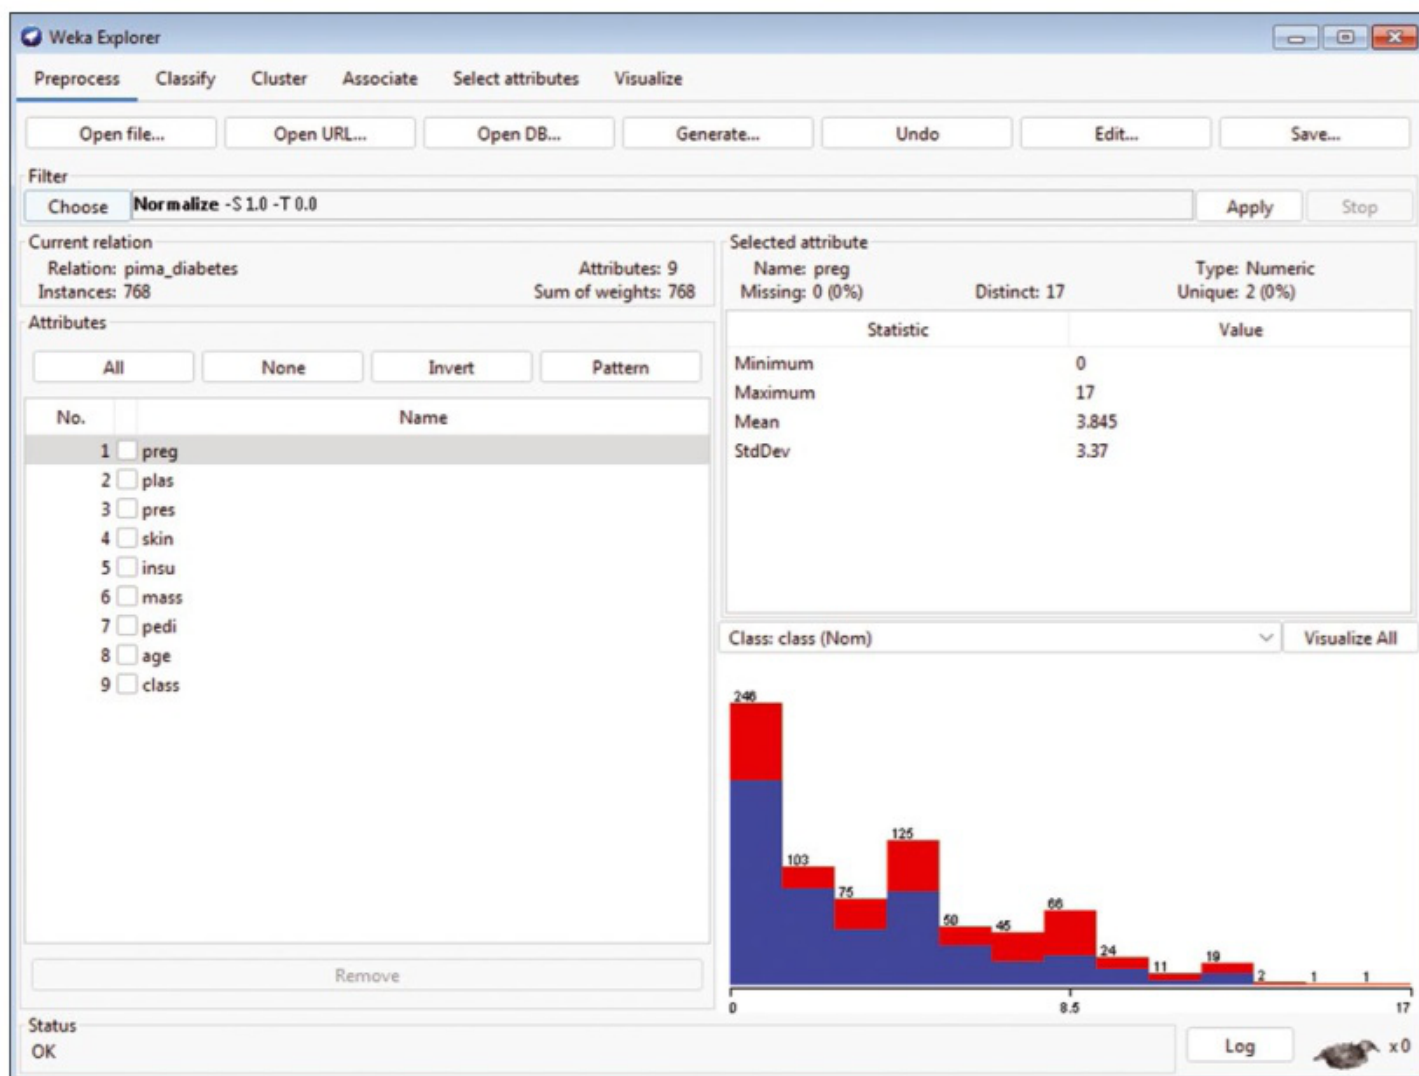 Weka Explorer
Preprocess Classify Cluster Associate Select attributes Visualize
Open file... Open URL... Open DB... Generate... Undo Edit... Save...
Filter
Choose Normalize -S 1.0 -T 0.0 Apply Stop
Current relation
Relation: pima_diabetes Attributes: 9
Instances: 768 Sum of weights: 768
Attributes
All None Invert Pattern
No. Name
1 preg
2 plas
3 pres
4 skin
5 insu
6 mass
7 pedi
8 age
9 class
Remove
Selected attribute
Name: preg Type: Numeric
Missing: 0 (0%) Distinct: 17 Unique: 2 (0%)
Statistic Value
Minimum 0
Maximum 17
Mean 3.845
StdDev 3.37
Class: class (Nom) Visualize All
246
103
75
125
50
45
66
24
11
19
2
1
1
0 8.5 17
Status
OK
Log x 0